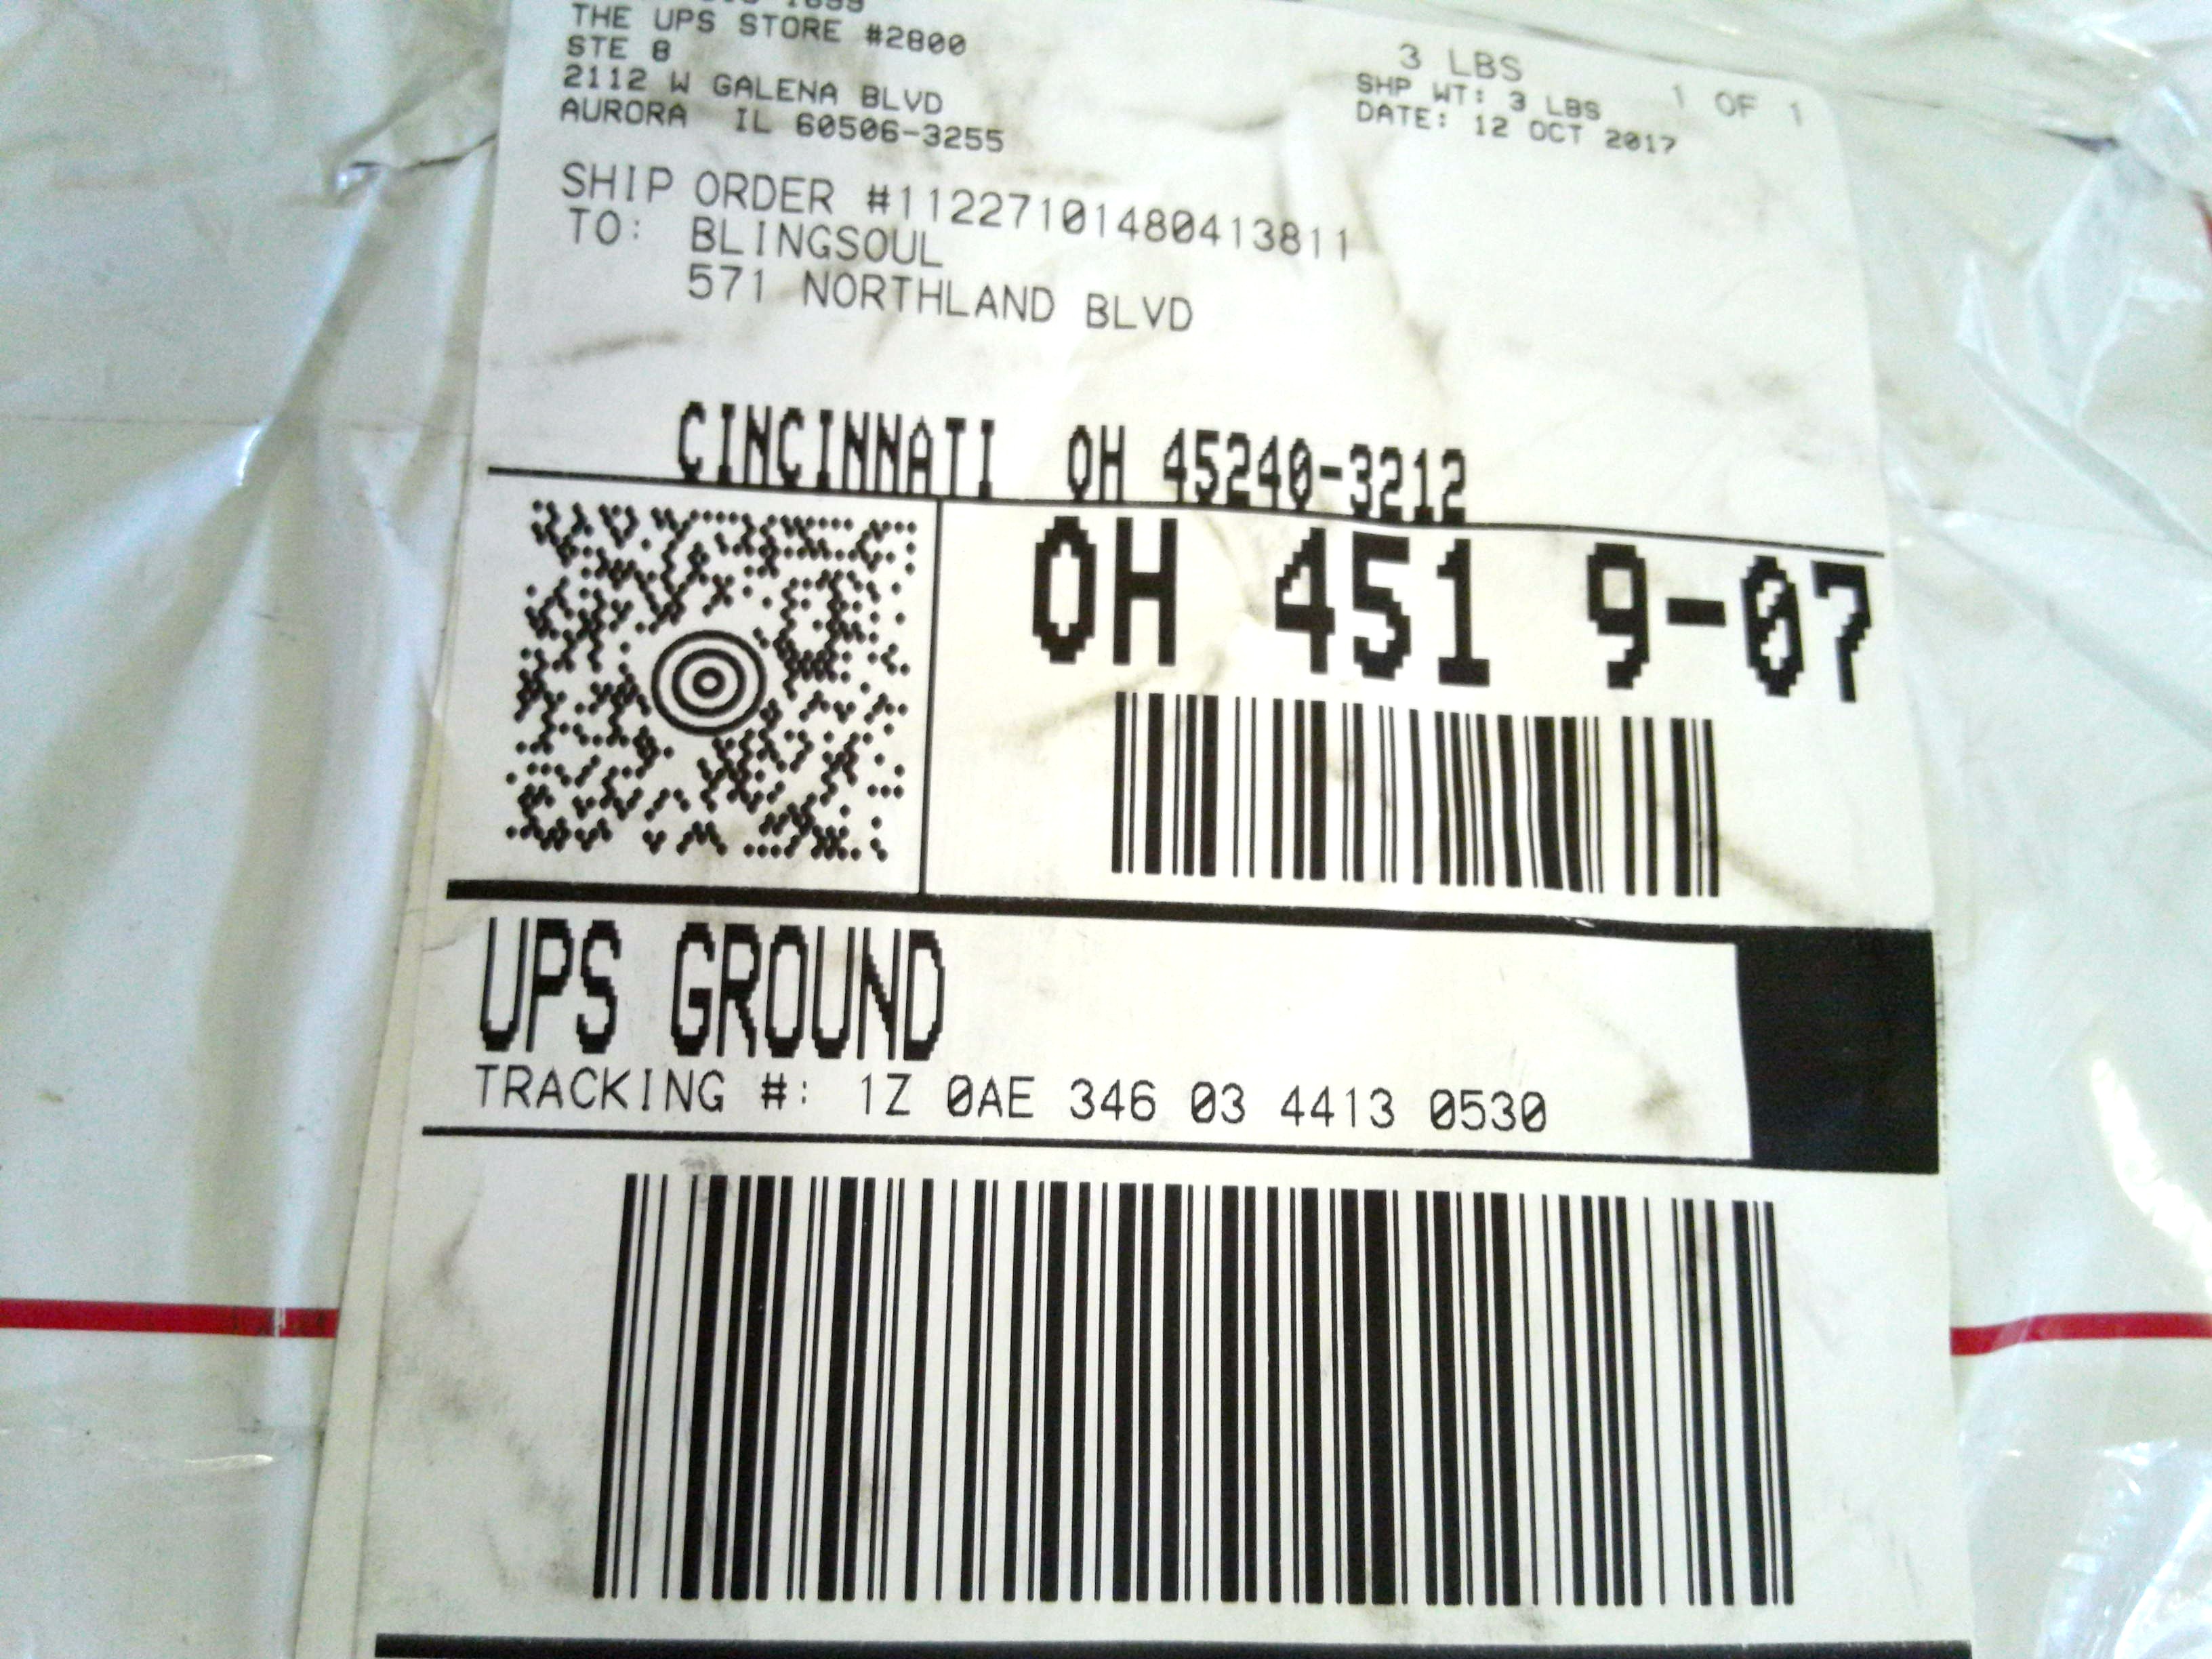 THE UPS STORE #2800
STE 8
2112 W GALENA BLVD
AURORA IL 60506-3255
3 LBS
1 OF 1
SHP WT: 3 LBS
DATE: 12 OCT 2017
SHIP ORDER #11227101480413811
TO: BLINGSOUL
571 NORTHLAND BLVD
CINCINNATI OH 45240-3212
OH 451 9-07
UPS GROUND
TRACKING #: 1Z 0AE 346 03 4413 0530